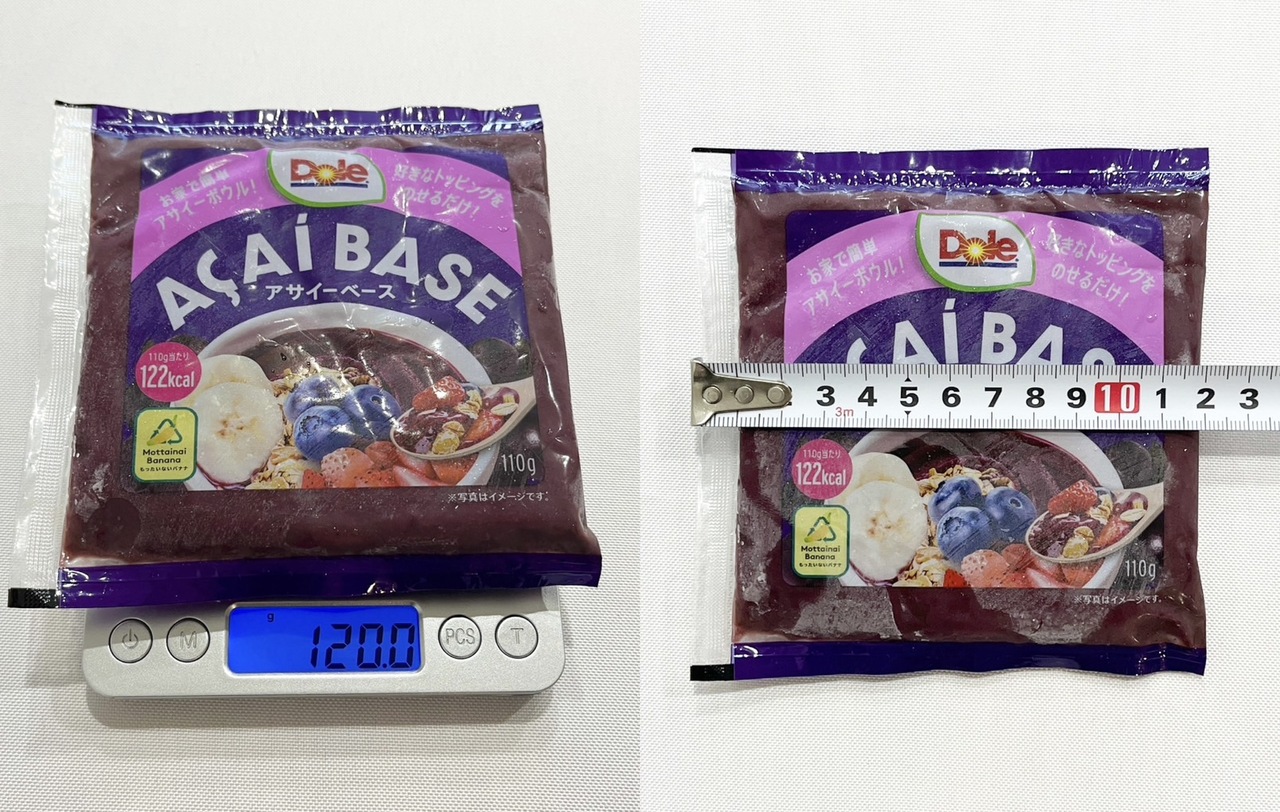 Dole
お家で簡単
アサイーボウル!
好きなトッピングを
のせるだけ!
AÇAÍ BASE
アサイーベース
110g当たり
122kcal
Mottainai
Banana
もったいないバナナ
110g
※写真はイメージです。
g
120.0
M
PCS
T
Dole
お家で簡単
アサイーボウル!
好きなトッピングを
のせるだけ!
ÇAÍ BA
3 4 5 6 7 8 9 10 1 2 3
3m
110g当たり
122kcal
Mottainai
Banana
もったいないバナナ
110g
※写真はイメージです。